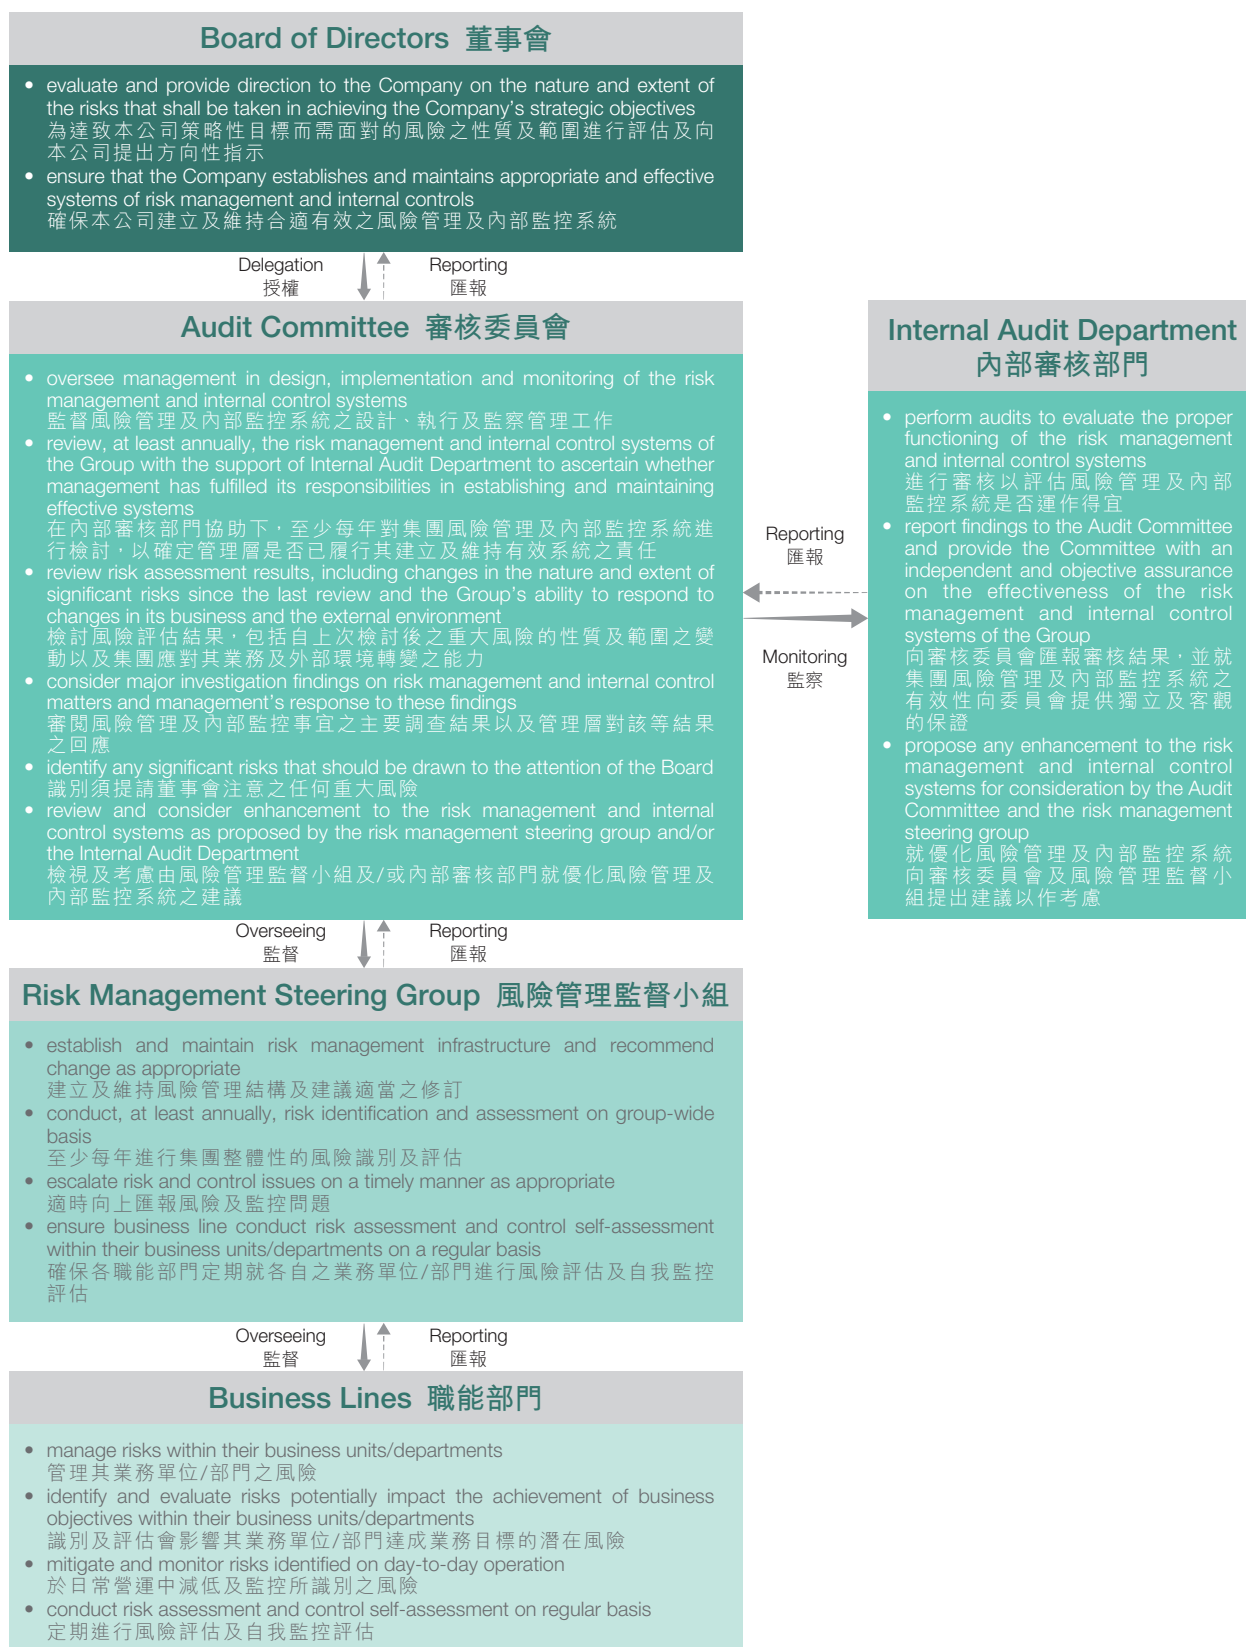 Board of Directors 董事會
• evaluate and provide direction to the Company on the nature and extent of
the risks that shall be taken in achieving the Company's strategic objectives
為達致本公司策略性目標而需面對的風險之性質及範圍進行評估及向
本公司提出方向性指示
• ensure that the Company establishes and maintains appropriate and effective
systems of risk management and internal controls
確保本公司建立及維持合適有效之風險管理及內部監控系統
Delegation
授權
Reporting
匯報
Audit Committee 審核委員會
• oversee management in design, implementation and monitoring of the risk
management and internal control systems
監督風險管理及內部監控系統之設計、執行及監察管理工作
• review, at least annually, the risk management and internal control systems of
the Group with the support of Internal Audit Department to ascertain whether
management has fulfilled its responsibilities in establishing and maintaining
effective systems
在內部審核部門協助下，至少每年對集團風險管理及內部監控系統進
行檢討，以確定管理層是否已履行其建立及維持有效系統之責任
• review risk assessment results, including changes in the nature and extent of
significant risks since the last review and the Group's ability to respond to
changes in its business and the external environment
檢討風險評估結果，包括自上次檢討後之重大風險的性質及範圍之變
動以及集團應對其業務及外部環境轉變之能力
• consider major investigation findings on risk management and internal control
matters and management's response to these findings
審閱風險管理及內部監控事宜之主要調查結果以及管理層對該等結果
之回應
• identify any significant risks that should be drawn to the attention of the Board
識別須提請董事會注意之任何重大風險
• review and consider enhancement to the risk management and internal
control systems as proposed by the risk management steering group and/or
the Internal Audit Department
檢視及考慮由風險管理監督小組及/或內部審核部門就優化風險管理及
內部監控系統之建議
Reporting
匯報
Monitoring
監察
Internal Audit Department
內部審核部門
• perform audits to evaluate the proper
functioning of the risk management
and internal control systems
進行審核以評估風險管理及內部
監控系統是否運作得宜
• report findings to the Audit Committee
and provide the Committee with an
independent and objective assurance
on the effectiveness of the risk
management and internal control
systems of the Group
向審核委員會匯報審核結果，並就
集團風險管理及內部監控系統之
有效性向委員會提供獨立及客觀
的保證
• propose any enhancement to the risk
management and internal control
systems for consideration by the Audit
Committee and the risk management
steering group
就優化風險管理及內部監控系統
向審核委員會及風險管理監督小
組提出建議以作考慮
Overseeing
監督
Reporting
匯報
Risk Management Steering Group 風險管理監督小組
• establish and maintain risk management infrastructure and recommend
change as appropriate
建立及維持風險管理結構及建議適當之修訂
• conduct, at least annually, risk identification and assessment on group-wide
basis
至少每年進行集團整體性的風險識別及評估
• escalate risk and control issues on a timely manner as appropriate
適時向上匯報風險及監控問題
• ensure business line conduct risk assessment and control self-assessment
within their business units/departments on a regular basis
確保各職能部門定期就各自之業務單位/部門進行風險評估及自我監控
評估
Overseeing
監督
Reporting
匯報
Business Lines 職能部門
• manage risks within their business units/departments
管理其業務單位/部門之風險
• identify and evaluate risks potentially impact the achievement of business
objectives within their business units/departments
識別及評估會影響其業務單位/部門達成業務目標的潛在風險
• mitigate and monitor risks identified on day-to-day operation
於日常營運中減低及監控所識別之風險
• conduct risk assessment and control self-assessment on regular basis
定期進行風險評估及自我監控評估